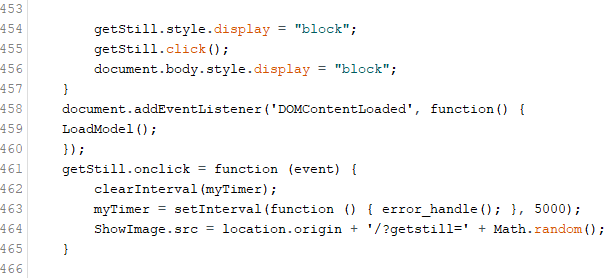 453
454 getStill.style.display = "block";
455 getStill.click();
456 document.body.style.display = "block";
457 }
458 document.addEventListener('DOMContentLoaded', function() {
459 LoadModel();
460 });
461 getStill.onclick = function (event) {
462 clearInterval(myTimer);
463 myTimer = setInterval(function () { error_handle(); }, 5000);
464 ShowImage.src = location.origin + '/?getstill=' + Math.random();
465 }
466